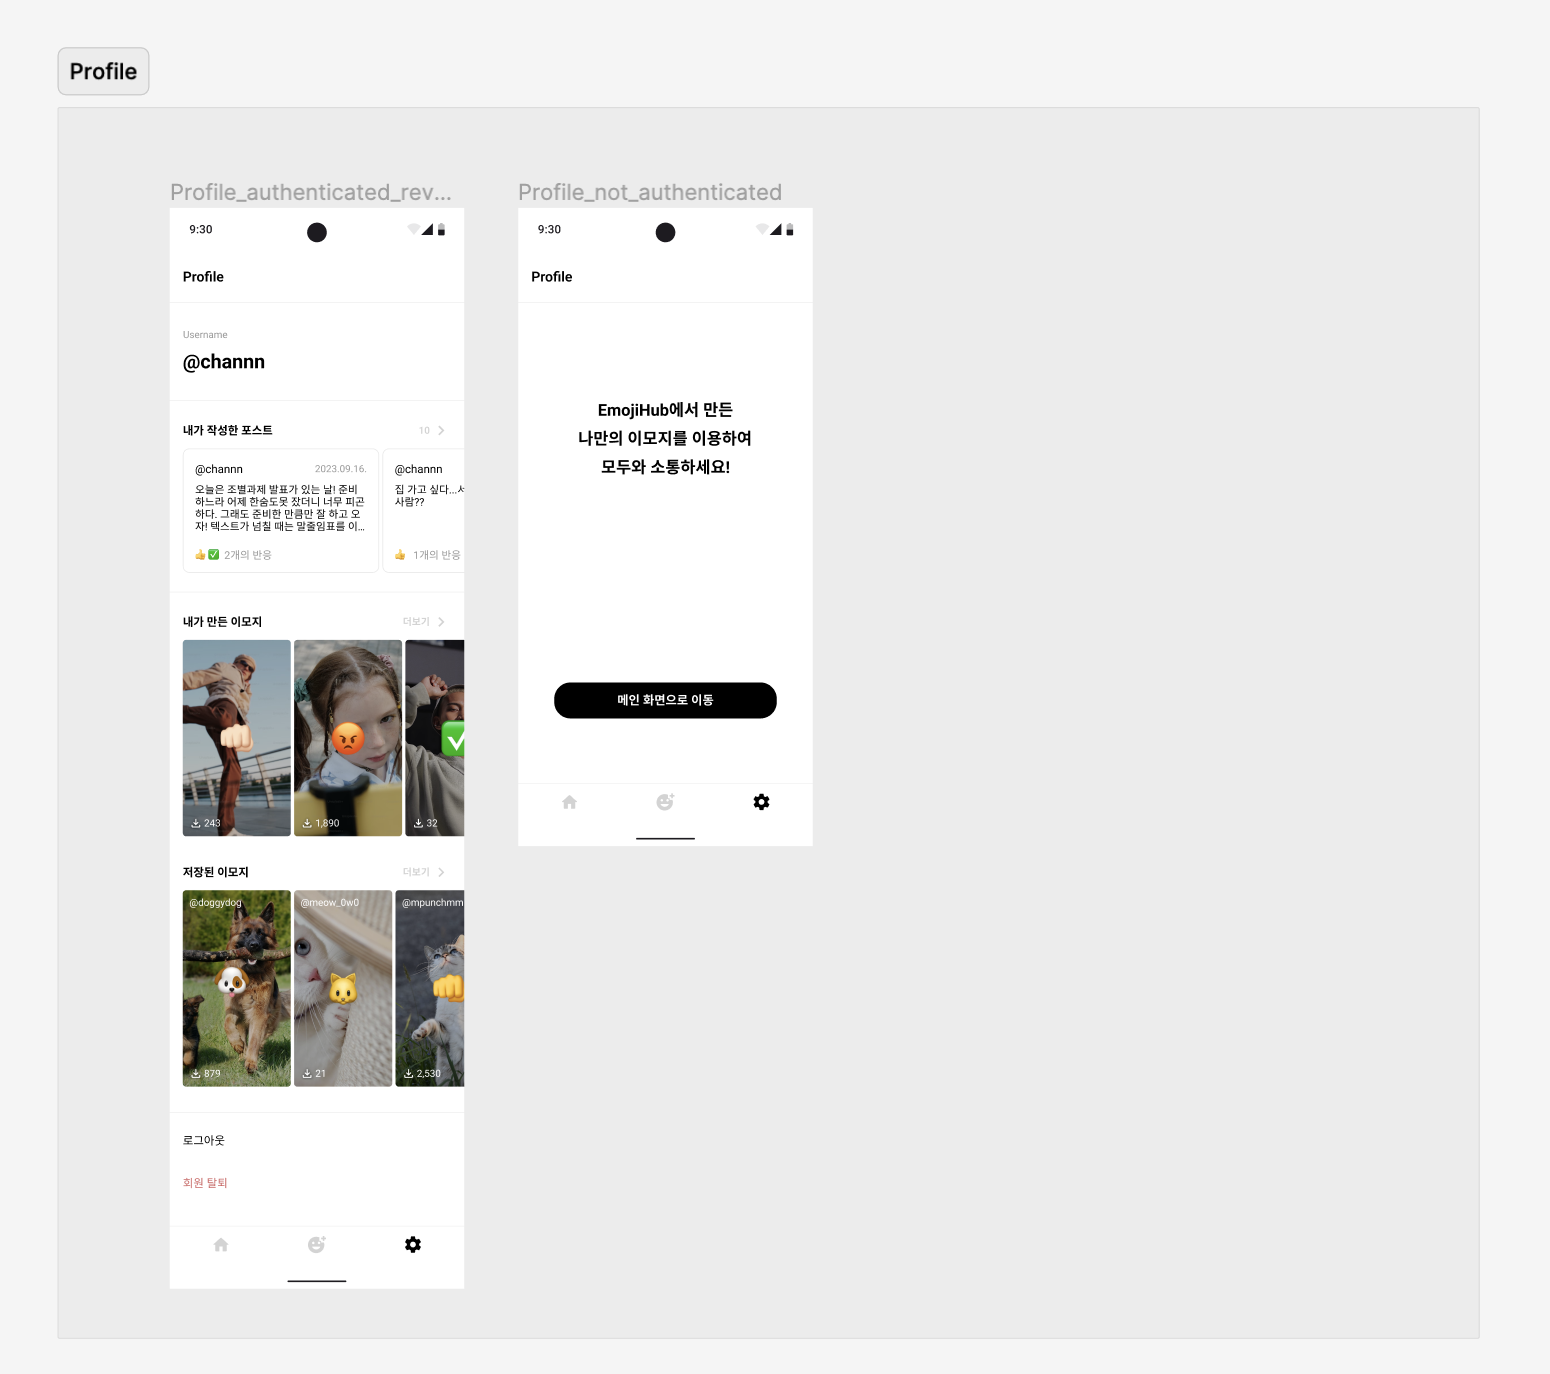 Profile
Profile_authenticated_rev...
9:30
Profile
Username
@channn
내가 작성한 포스트
10
@channn
2023.09.16.
오늘은 조별과제 발표가 있는 날! 준비
하느라 어제 한숨도못 잤더니 너무 피곤
하다. 그래도 준비한 만큼만 잘 하고 오
자! 텍스트가 넘칠 때는 말줄임표를 이...
2개의 반응
@channn
집 가고 싶다...
사람??
1개의 반응
내가 만든 이모지
더보기
243
1,890
32
저장된 이모지
더보기
@doggydog
@meow_0w0
@mpunchmm
879
21
2,530
로그아웃
회원 탈퇴
Profile_not_authenticated
9:30
Profile
EmojiHub에서 만든
나만의 이모지를 이용하여
모두와 소통하세요!
메인 화면으로 이동